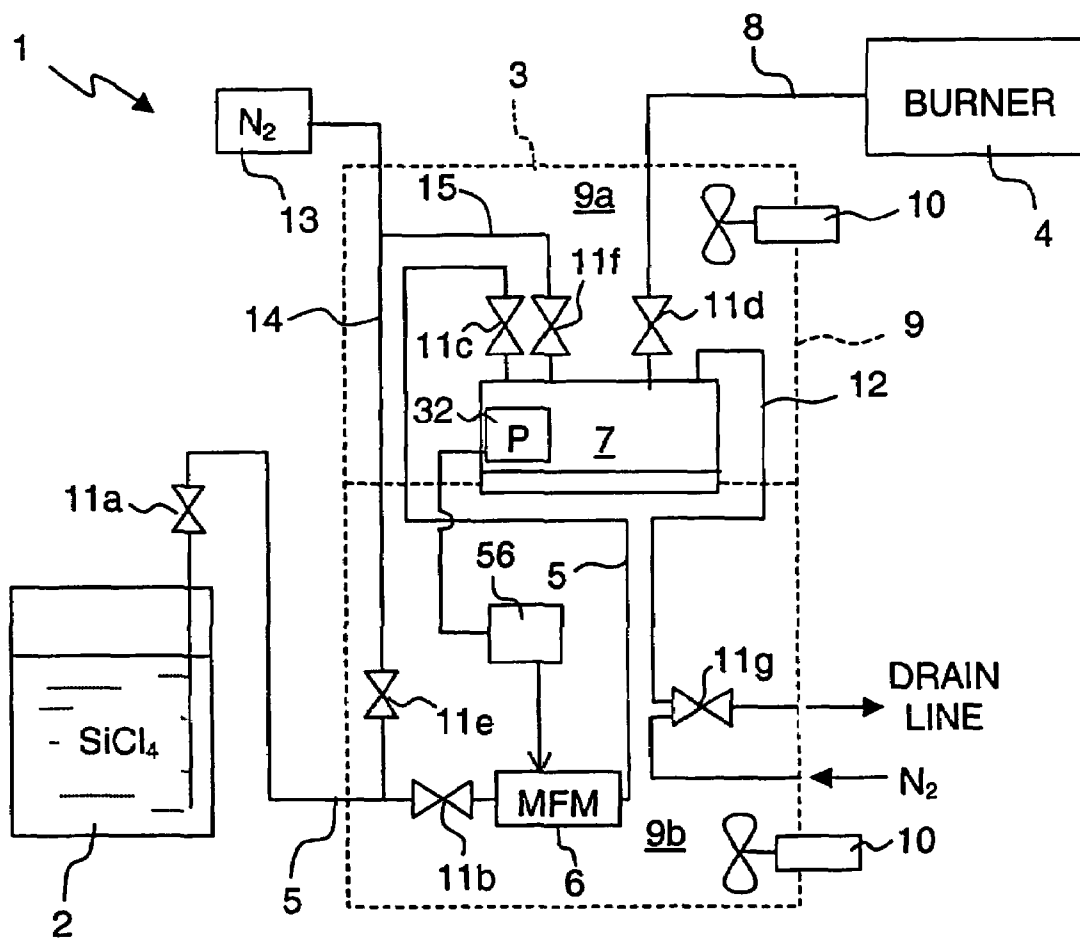 1
8
BURNER
3
N₂
4
13
15
9a
10
11f
14
11c
11d
9
12
32
P
7
11a
56
5
11g
DRAIN
LINE
11e
SiCl₄
N₂
MFM
9b
10
2
5
11b
6